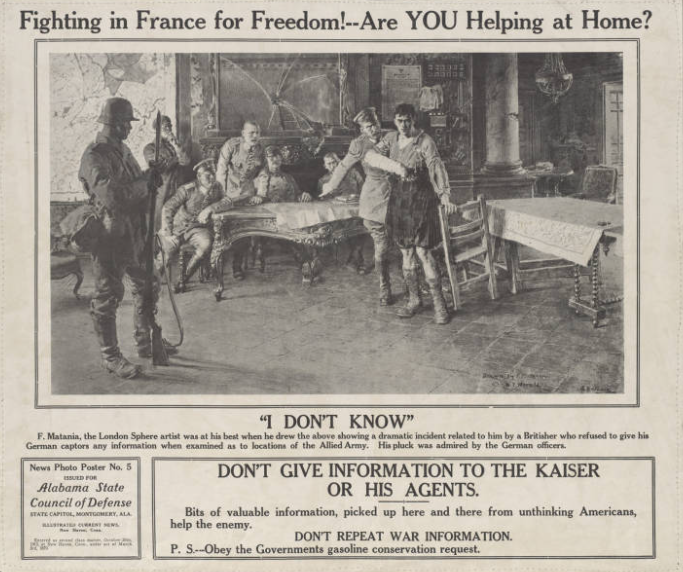 Fighting in France for Freedom!--Are YOU Helping at Home?
"I DON'T KNOW"
F. Matania, the London Sphere artist was at his best when he drew the above showing a dramatic incident related to him by a Britisher who refused to give his
German captors any information when examined as to locations of the Allied Army. His pluck was admired by the German officers.
News Photo Poster No. 5
ISSUED FOR
Alabama State
Council of Defense
STATE CAPITOL, MONTGOMERY, ALA.
ILLUSTRATED CURRENT NEWS,
New Haven, Conn.
DON'T GIVE INFORMATION TO THE KAISER
OR HIS AGENTS.
Bits of valuable information, picked up here and there from unthinking Americans,
help the enemy.
DON'T REPEAT WAR INFORMATION.
P. S.--Obey the Governments gasoline conservation request.